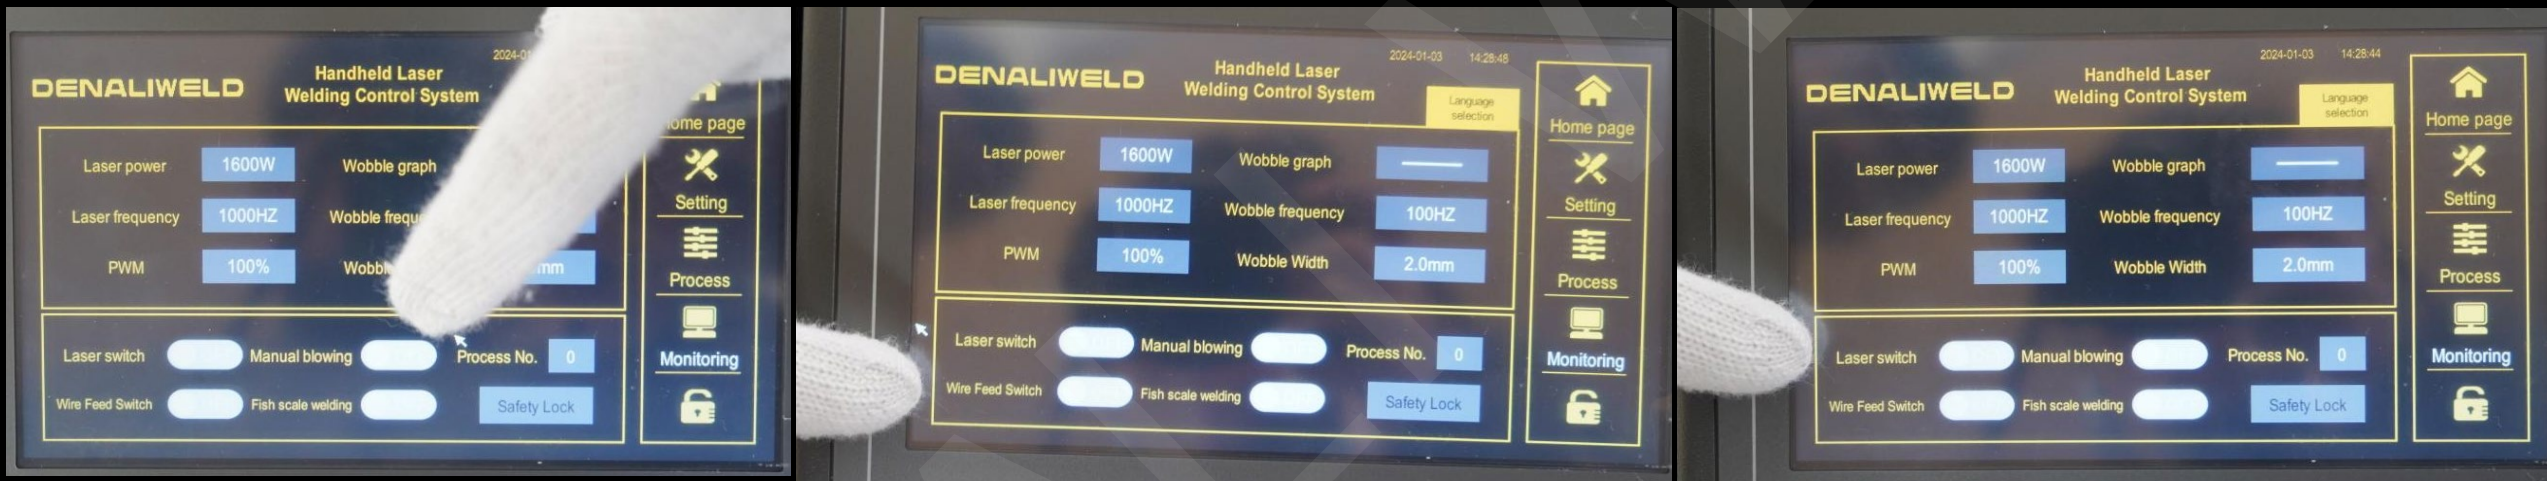 2024-01
DENALIWELD
Handheld Laser
Welding Control System
Home page
Laser power 1600W Wobble graph
Laser frequency 1000HZ
PWM 100% mm
Setting
Process
Monitoring
Laser switch Manual blowing Process No. 0
Wire Feed Switch Fish scale welding Safety Lock
2024-01-03 14:28:48
DENALIWELD
Handheld Laser
Welding Control System
Language
selection
Laser power 1600W Wobble graph
Laser frequency 1000HZ Wobble frequency 100HZ
PWM 100% Wobble Width 2.0mm
Laser switch Manual blowing Process No. 0
Wire Feed Switch Fish scale welding Safety Lock
Home page
Setting
Process
Monitoring
2024-01-03 14:28:44
DENALIWELD
Handheld Laser
Welding Control System
Language
selection
Laser power 1600W Wobble graph
Laser frequency 1000HZ Wobble frequency 100HZ
PWM 100% Wobble Width 2.0mm
Laser switch Manual blowing Process No. 0
Wire Feed Switch Fish scale welding Safety Lock
Home page
Setting
Process
Monitoring